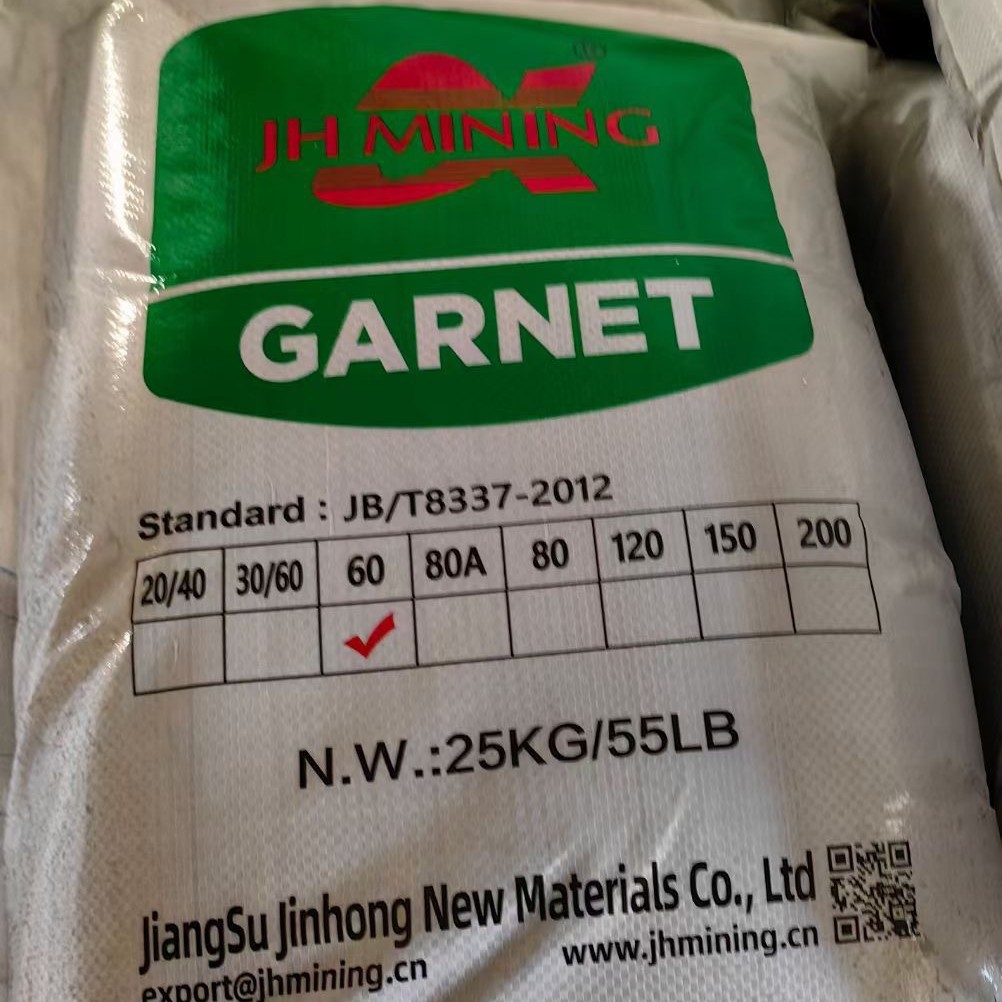 JH MINING
GARNET
Standard : JB/T8337-2012
20/40 30/60 60 80A 80 120 150 200
✓
N.W.:25KG/55LB
JiangSu Jinhong New Materials Co., Ltd
export@jhmining.cn www.jhmining.cn